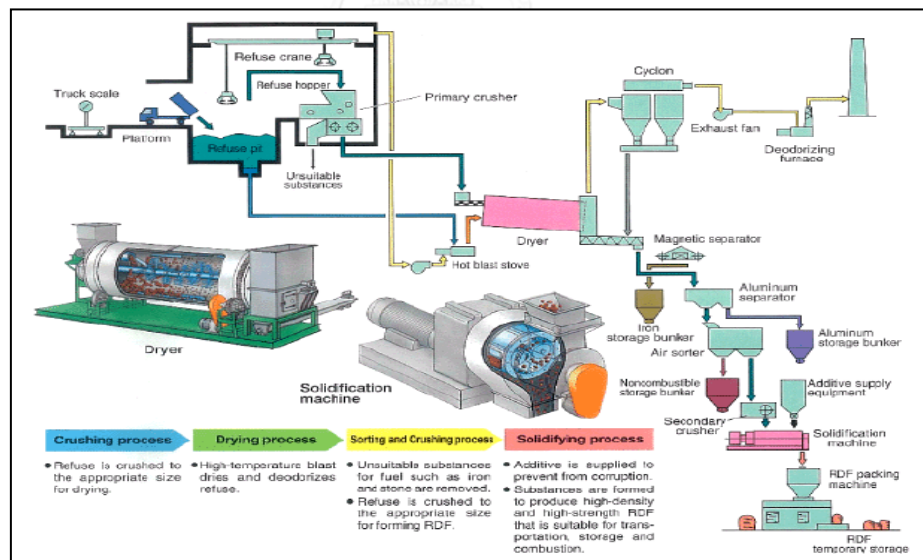 Refuse crane
Refuse hopper
Truck scale
Primary crusher
Platform
Refuse pit
Unsuitable
substances
Cyclon
Exhaust fan
Deodorizing
furnace
Dryer
Hot blast stove
Magnetic separator
Iron
storage bunker
Aluminum
separator
Aluminum
storage bunker
Air sorter
Noncombustible
storage bunker
Additive supply
equipment
Secondary
crusher
Solidification
machine
RDF packing
machine
RDF
temporary storage
Dryer
Solidification
machine
Crushing process
• Refuse is crushed to
the appropriate size
for drying.
Drying process
• High-temperature blast
dries and deodorizes
refuse.
Sorting and Crushing process
• Unsuitable substances
for fuel such as iron
and stone are removed.
• Refuse is crushed to
the appropriate size
for forming RDF.
Solidifying process
• Additive is supplied to
prevent from corruption.
• Substances are formed
to produce high-density
and high-strength RDF
that is suitable for trans-
portation, storage and
combustion.